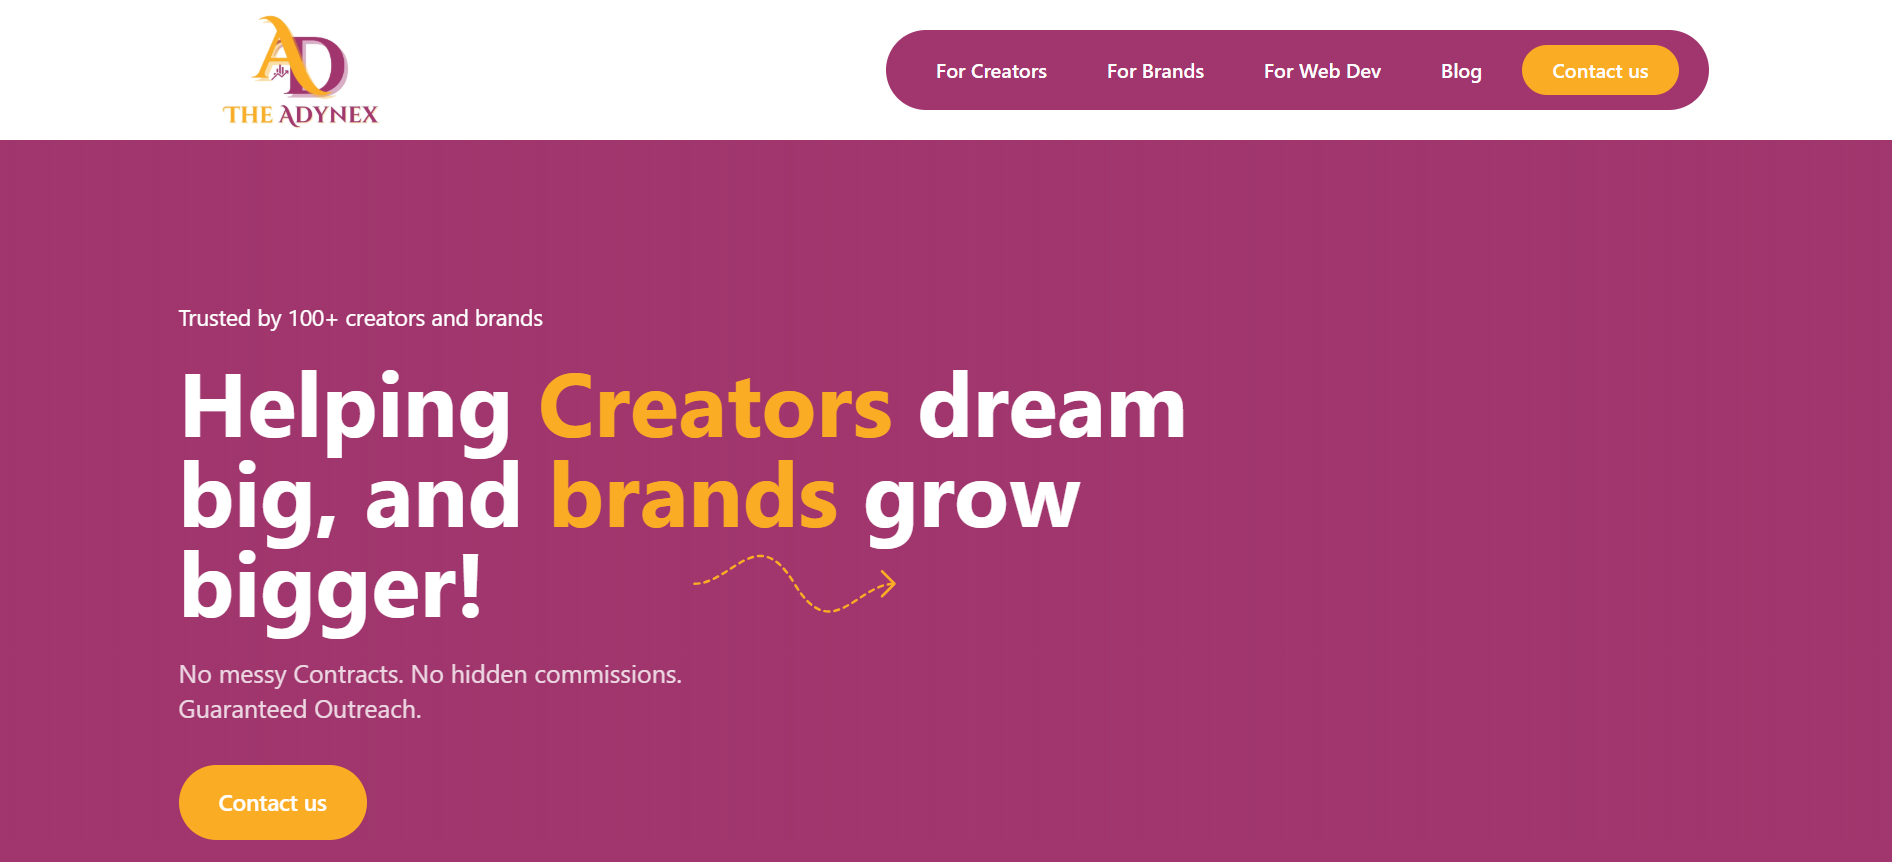 AD
THE ADYNEX
For Creators
For Brands
For Web Dev
Blog
Contact us
Trusted by 100+ creators and brands
Helping Creators dream
big, and brands grow
bigger!
No messy Contracts. No hidden commissions.
Guaranteed Outreach.
Contact us